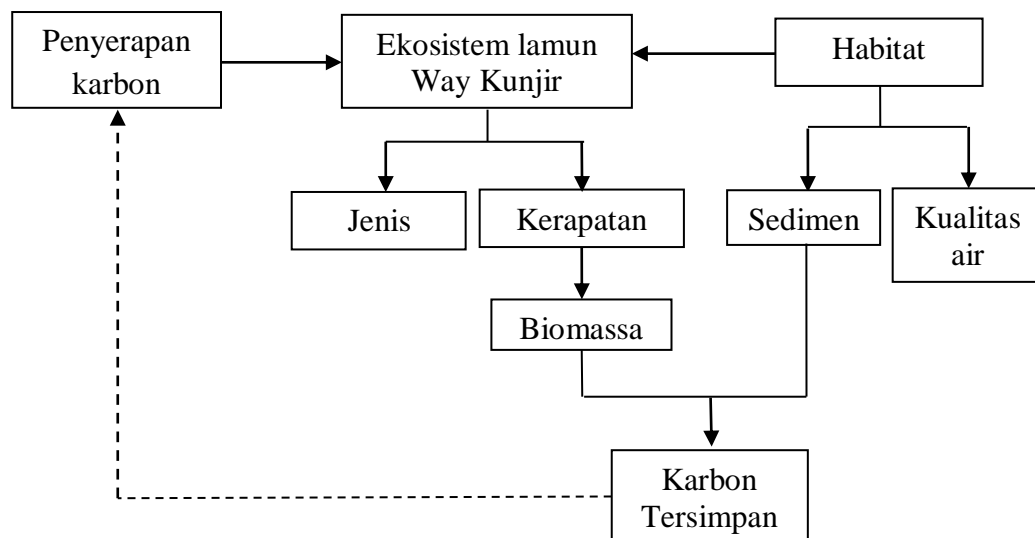 Penyerapan
karbon
Ekosistem lamun
Way Kunjir
Habitat
Jenis
Kerapatan
Sedimen
Kualitas
air
Biomassa
Karbon
Tersimpan